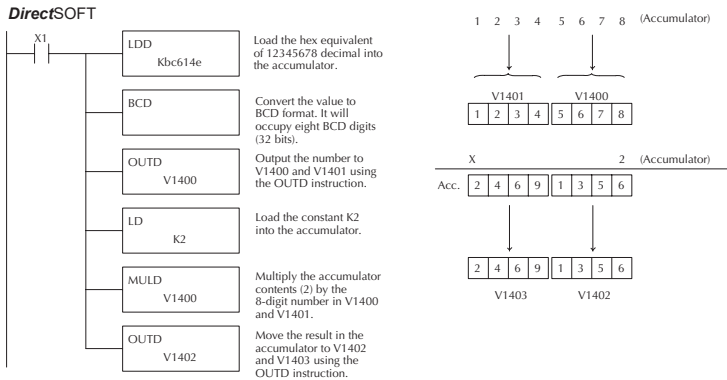 DirectSOFT
X1
LDD
Kbc614e
Load the hex equivalent
of 12345678 decimal into
the accumulator.
BCD
Convert the value to
BCD format. It will
occupy eight BCD digits
(32 bits).
OUTD
V1400
Output the number to
V1400 and V1401 using
the OUTD instruction.
LD
K2
Load the constant K2
into the accumulator.
MULD
V1400
Multiply the accumulator
contents (2) by the
8-digit number in V1400
and V1401.
OUTD
V1402
Move the result in the
accumulator to V1402
and V1403 using the
OUTD instruction.
1 2 3 4 5 6 7 8 (Accumulator)
V1401 V1400
1 2 3 4 5 6 7 8
X 2 (Accumulator)
Acc. 2 4 6 9 1 3 5 6
2 4 6 9 1 3 5 6
V1403 V1402